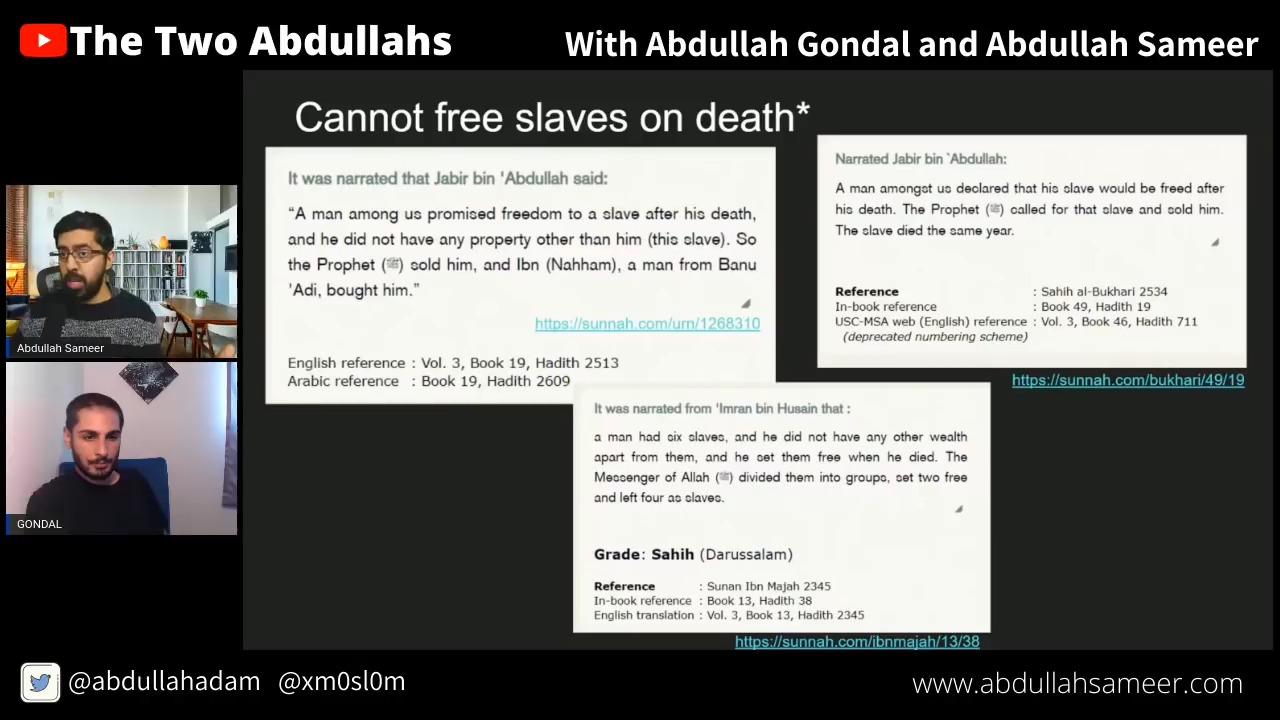 The Two Abdullahs
With Abdullah Gondal and Abdullah Sameer
Cannot free slaves on death*
It was narrated that Jabir bin 'Abdullah said:
“A man among us promised freedom to a slave after his death,
and he did not have any property other than him (this slave). So
the Prophet (ﷺ) sold him, and Ibn (Nahham), a man from Banu
'Adi, bought him.”
https://sunnah.com/urn/1268310
English reference : Vol. 3, Book 19, Hadith 2513
Arabic reference : Book 19, Hadith 2609
Narrated Jabir bin `Abdullah:
A man amongst us declared that his slave would be freed after
his death. The Prophet (ﷺ) called for that slave and sold him.
The slave died the same year.
Reference : Sahih al-Bukhari 2534
In-book reference : Book 49, Hadith 19
USC-MSA web (English) reference : Vol. 3, Book 46, Hadith 711
(deprecated numbering scheme)
https://sunnah.com/bukhari/49/19
It was narrated from 'Imran bin Husain that :
a man had six slaves, and he did not have any other wealth
apart from them, and he set them free when he died. The
Messenger of Allah (ﷺ) divided them into groups, set two free
and left four as slaves.
Grade: Sahih (Darussalam)
Reference : Sunan Ibn Majah 2345
In-book reference : Book 13, Hadith 38
English translation : Vol. 3, Book 13, Hadith 2345
https://sunnah.com/ibnmajah/13/38
Abdullah Sameer
GONDAL
@abdullahadam @xm0sl0m
www.abdullahsameer.com